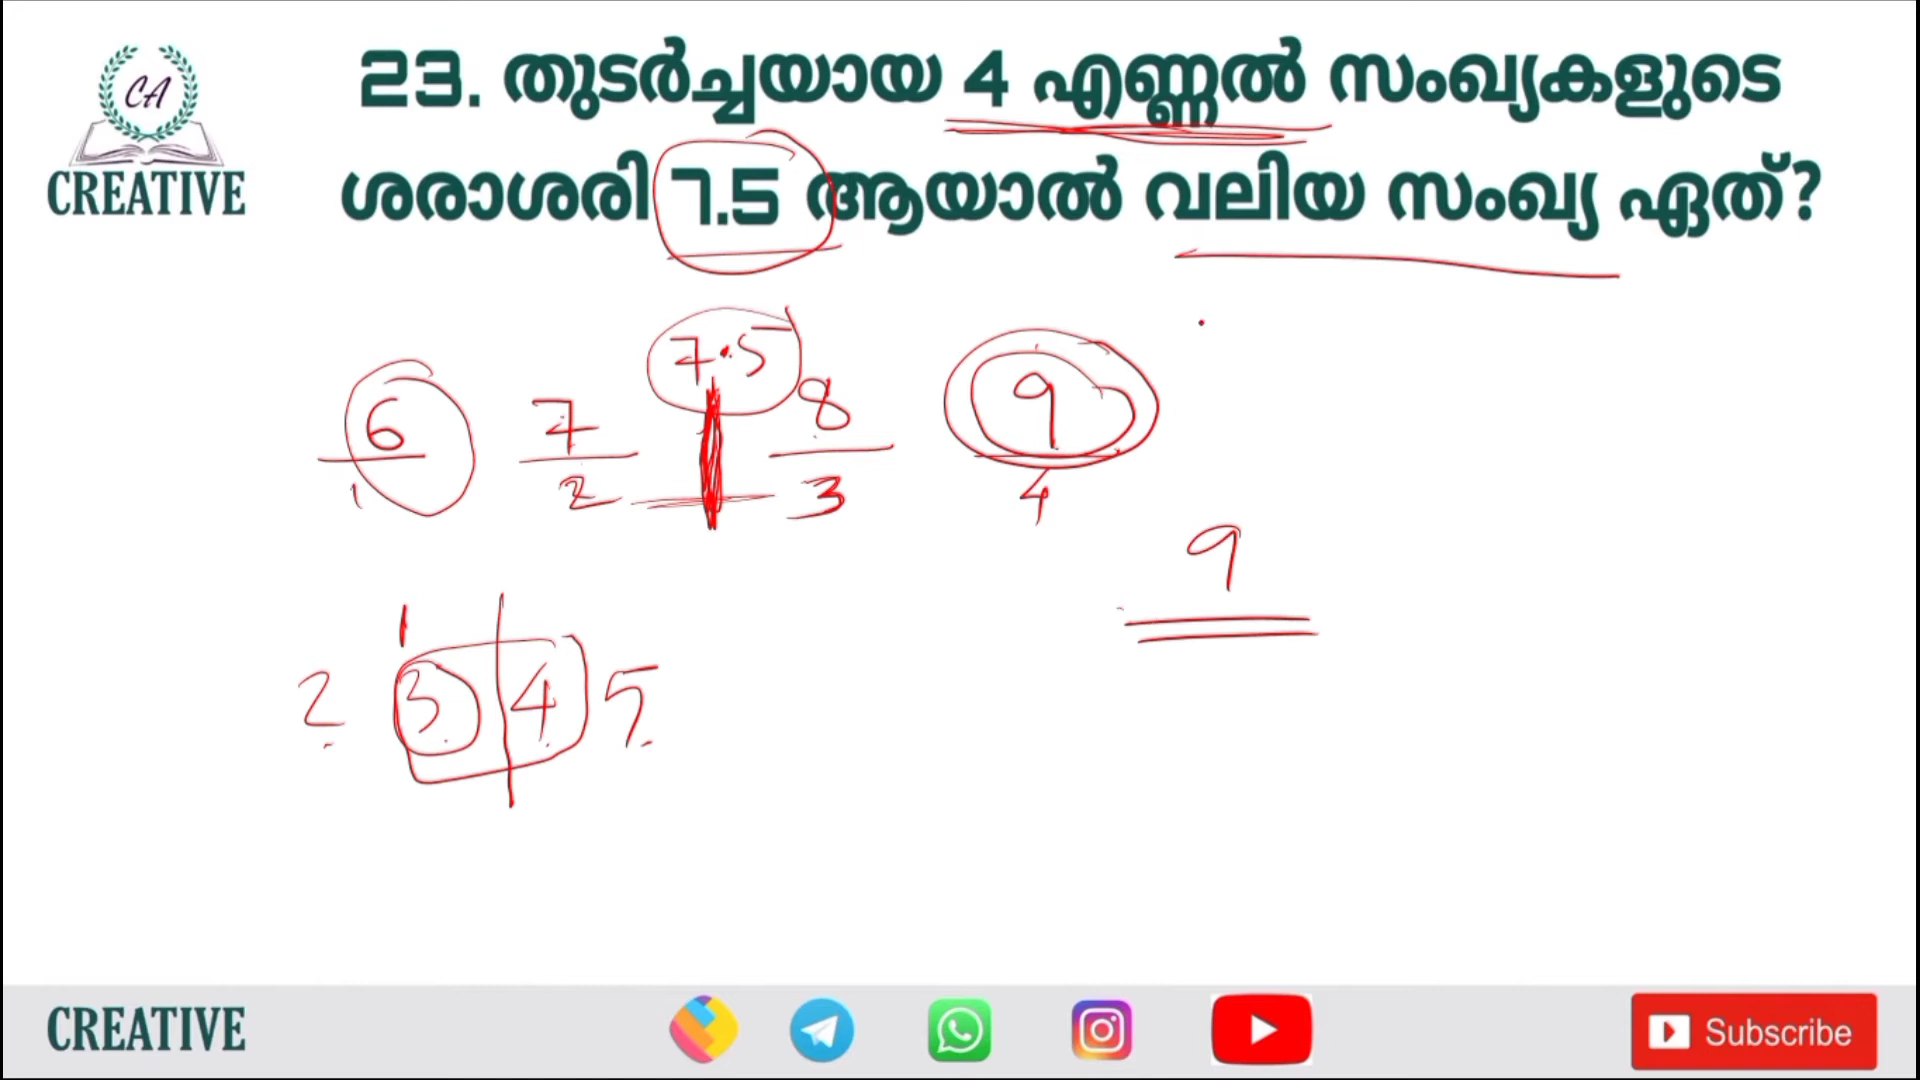 CA
CREATIVE
23. തുടർച്ചയായ 4 എണ്ണൽ സംഖ്യകളുടെ
ശരാശരി 7.5 ആയാൽ വലിയ സംഖ്യ ഏത്?
7.5
6 7 8 9
1 2 3 4
9
1
2 3 4 5
CREATIVE
Subscribe